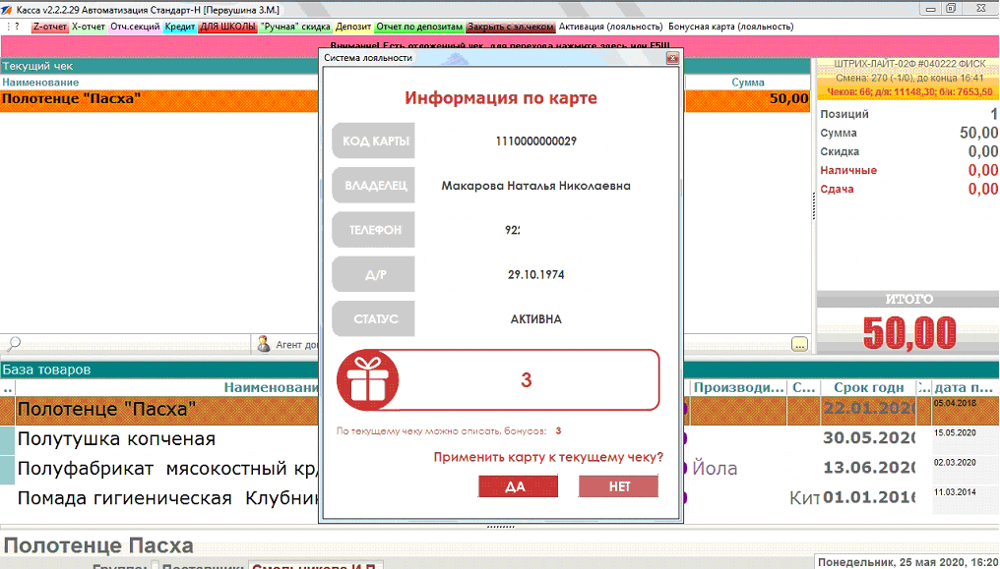 Касса v2.2.2.29 Автоматизация Стандарт-Н [Первушина З.М.]
? Z-отчет Х-отчет Отч.секций Кредит ДЛЯ ШКОЛЫ "Ручная" скидка Депозит Отчет по депозитам Закрыть с эл.чеком Активация (лояльность) Бонусная карта (лояльность)
Внимание! Есть отложенный чек, для перехода нажмите здесь или F5!!!
Текущий чек
Наименование Сумма
Полотенце "Пасха" 50,00
ШТРИХ-ЛАЙТ-02Ф #040222 ФИСК
Смена: 270 (-1/0), до конца 16:41
Чеков: 66; д/я: 11148,30; б/н: 7653,50
Позиций 1
Сумма 50,00
Скидка 0,00
Наличные 0,00
Сдача 0,00
ИТОГО
50,00
Система лояльности
Информация по карте
КОД КАРТЫ 1110000000029
ВЛАДЕЛЕЦ Макарова Наталья Николаевна
ТЕЛЕФОН 922
Д/Р 29.10.1974
СТАТУС АКТИВНА
3
По текущему чеку можно списать бонусов: 3
Применить карту к текущему чеку?
ДА НЕТ
Агент до
...
База товаров
.. Наименовани Производи... С... Срок годн ... дата п...
Полотенце "Пасха" 22.01.2020 05.04.2018
Полутушка копченая 30.05.2020 15.05.2020
Полуфабрикат мясокостный кр Йола 13.06.2020 02.03.2020
Помада гигиеническая Клубни Кит 01.01.2016 11.03.2014
Полотенце Пасха
Группа: Поставщик: Смольникова И.П.
Понедельник, 25 мая 2020, 16:20